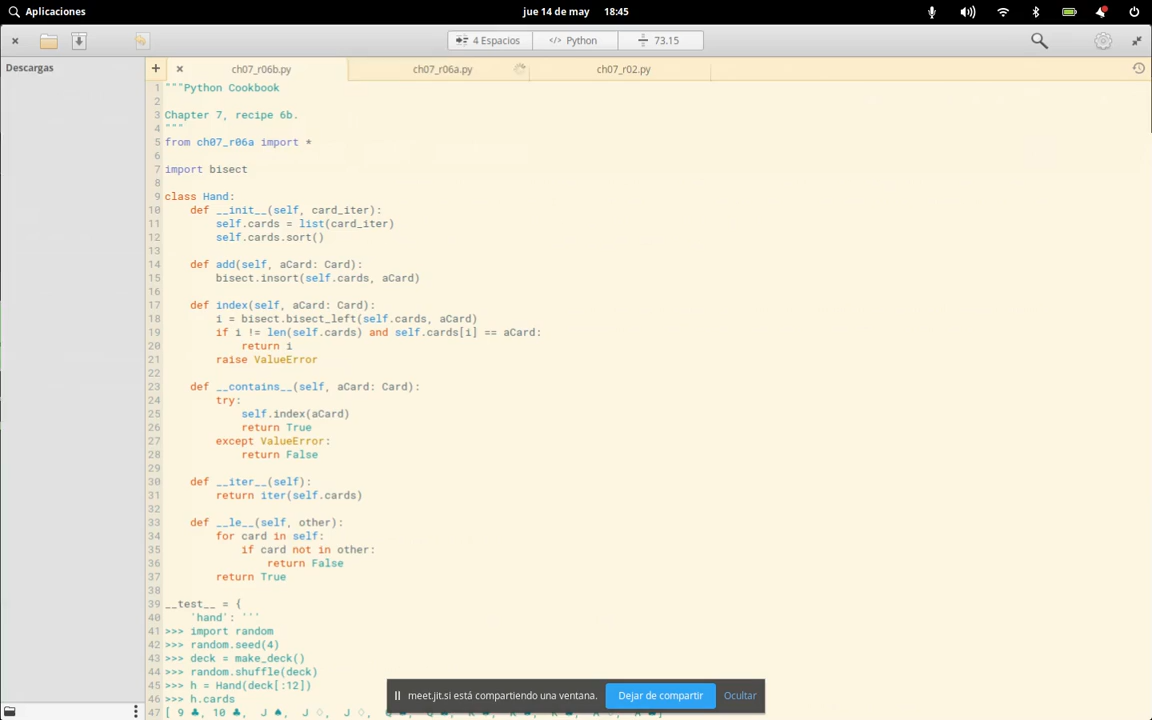 Aplicaciones
jue 14 de may 18:45
4 Espacios
Python
73.15
Descargas
ch07_r06b.py
ch07_r06a.py
ch07_r02.py
1 """Python Cookbook
2
3 Chapter 7, recipe 6b.
4 """
5 from ch07_r06a import *
6
7 import bisect
8
9 class Hand:
10     def __init__(self, card_iter):
11         self.cards = list(card_iter)
12         self.cards.sort()
13
14     def add(self, aCard: Card):
15         bisect.insort(self.cards, aCard)
16
17     def index(self, aCard: Card):
18         i = bisect.bisect_left(self.cards, aCard)
19         if i != len(self.cards) and self.cards[i] == aCard:
20             return i
21         raise ValueError
22
23     def __contains__(self, aCard: Card):
24         try:
25             self.index(aCard)
26             return True
27         except ValueError:
28             return False
29
30     def __iter__(self):
31         return iter(self.cards)
32
33     def __le__(self, other):
34         for card in self:
35             if card not in other:
36                 return False
37         return True
38
39 __test__ = {
40     'hand': '''
41 >>> import random
42 >>> random.seed(4)
43 >>> deck = make_deck()
44 >>> random.shuffle(deck)
45 >>> h = Hand(deck[:12])
46 >>> h.cards
47 [ 9 ♣, 10 ♣, J ♠, J ♢, J ♢,
meet.jit.si está compartiendo una ventana.
Dejar de compartir
Ocultar